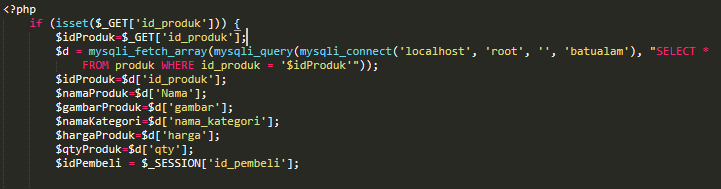 <?php
if (isset($_GET['id_produk'])) {
$idProduk=$_GET['id_produk'];
$d = mysqli_fetch_array(mysqli_query(mysqli_connect('localhost', 'root', '', 'batualam'), "SELECT *
FROM produk WHERE id_produk = '$idProduk'"));
$idProduk=$d['id_produk'];
$namaProduk=$d['Nama'];
$gambarProduk=$d['gambar'];
$namaKategori=$d['nama_kategori'];
$hargaProduk=$d['harga'];
$qtyProduk=$d['qty'];
$idPembeli = $_SESSION['id_pembeli'];